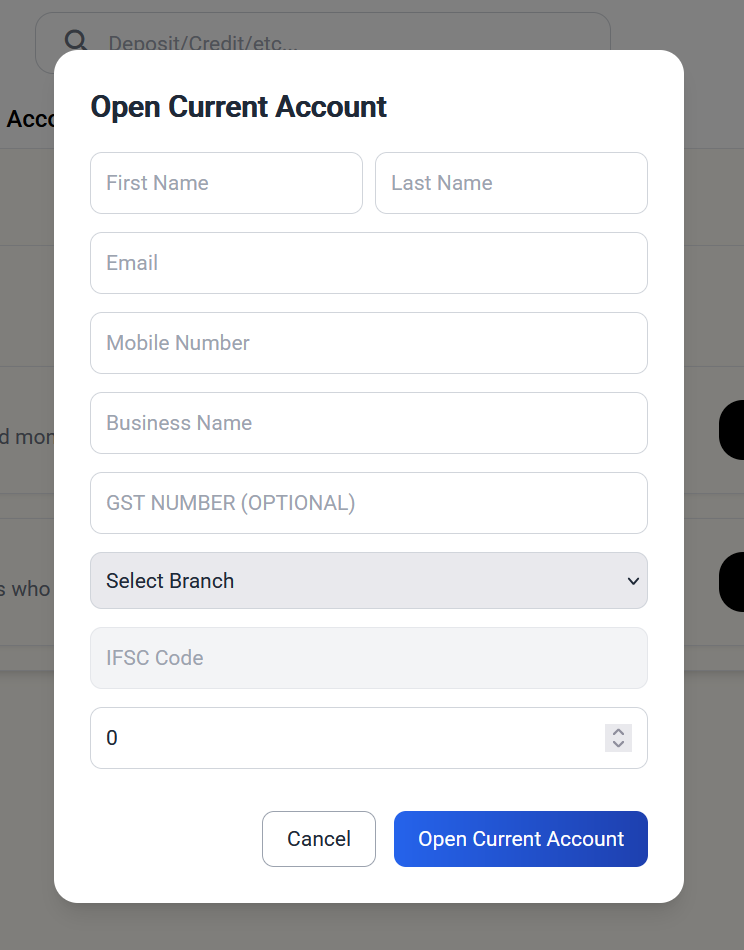 Deposit/Credit/etc...
Acco
Open Current Account
First Name Last Name
Email
Mobile Number
d mon
Business Name
GST NUMBER (OPTIONAL)
s who
Select Branch
IFSC Code
0
Cancel Open Current Account